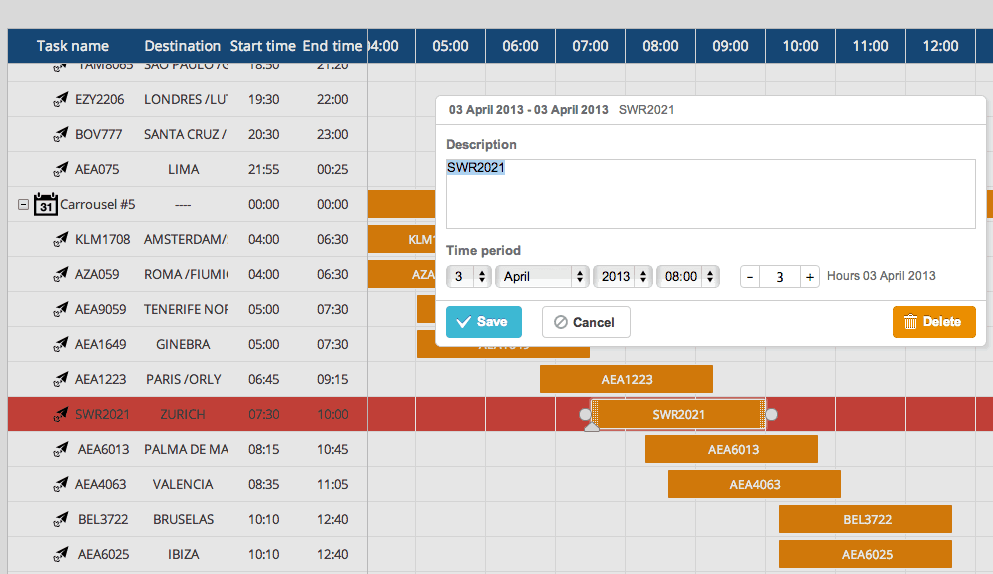 Task name Destination Start time End time 04:00 05:00 06:00 07:00 08:00 09:00 10:00 11:00 12:00
TAM8065 SAO PAULO /G 18:50 21:20
EZY2206 LONDRES /LU 19:30 22:00
BOV777 SANTA CRUZ / 20:30 23:00
AEA075 LIMA 21:55 00:25
31 Carrousel #5 ---- 00:00 00:00
KLM1708 AMSTERDAM/ 04:00 06:30 KLM1
AZA059 ROMA /FIUMI 04:00 06:30 AZA
AEA9059 TENERIFE NOR 05:00 07:30
AEA1649 GINEBRA 05:00 07:30
AEA1223 PARIS /ORLY 06:45 09:15 AEA1223
SWR2021 ZURICH 07:30 10:00 SWR2021
AEA6013 PALMA DE MA 08:15 10:45 AEA6013
AEA4063 VALENCIA 08:35 11:05 AEA4063
BEL3722 BRUSELAS 10:10 12:40 BEL3722
AEA6025 IBIZA 10:10 12:40 AEA6025
03 April 2013 - 03 April 2013 SWR2021
Description
SWR2021
Time period
3 April 2013 08:00 - 3 + Hours 03 April 2013
Save Cancel Delete